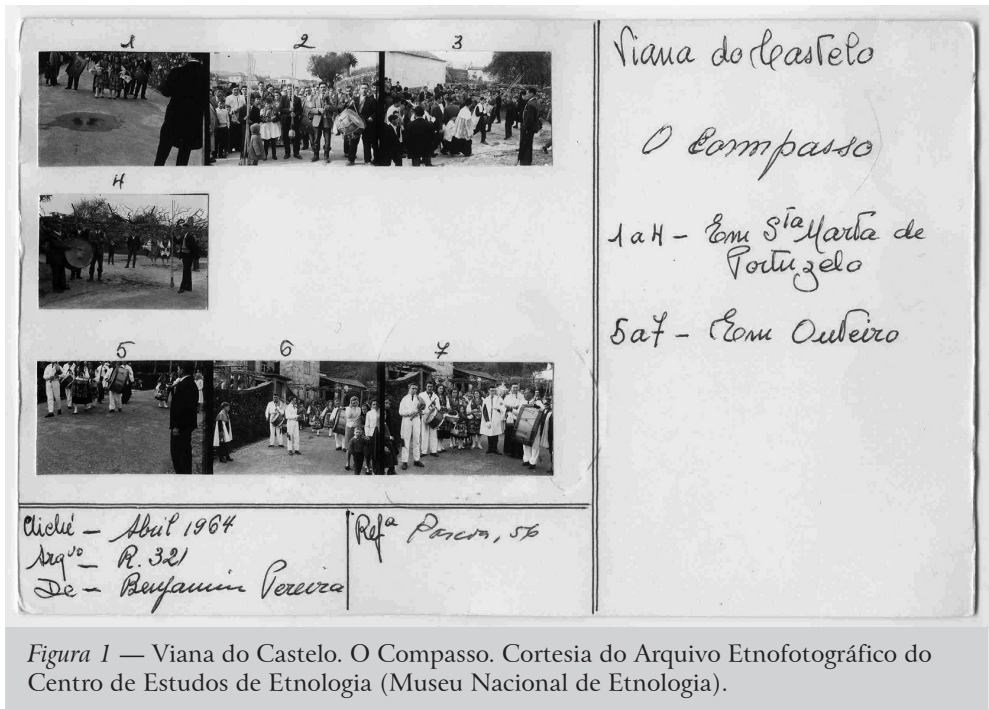 1
2
3
4
5
6
7
Viana do Castelo
O Compasso
1 a 4 – Em Sta Marta de
Portuzelo
5 a 7 – Em Outeiro
Cliché – Abril 1964
Arqvo – R. 321
De – Benjamim Pereira
Refa Pascoa, 56
Figura 1 — Viana do Castelo. O Compasso. Cortesia do Arquivo Etnofotográfico do
Centro de Estudos de Etnologia (Museu Nacional de Etnologia).